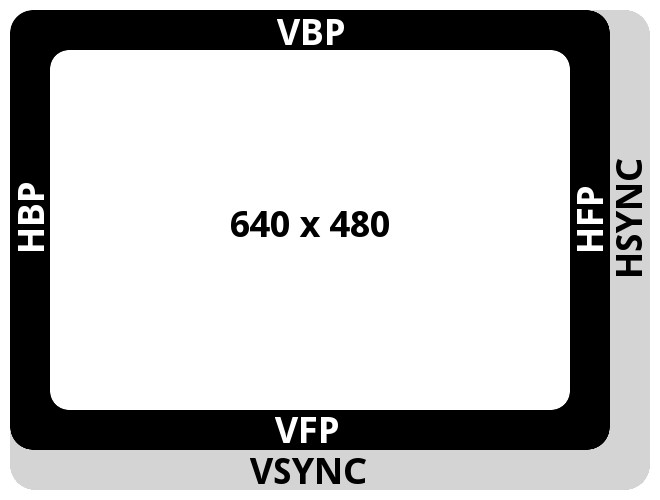 VBP
HBP
640 x 480
HFP
HSYNC
VFP
VSYNC